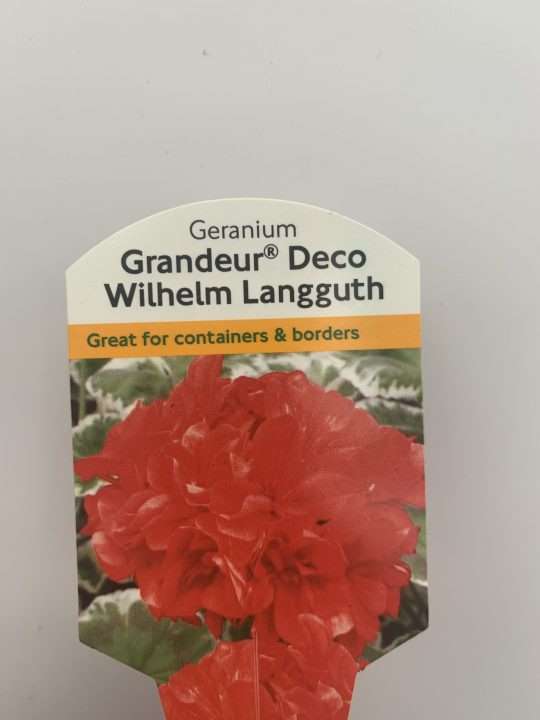 Geranium
Grandeur® Deco
Wilhelm Langguth
Great for containers & borders